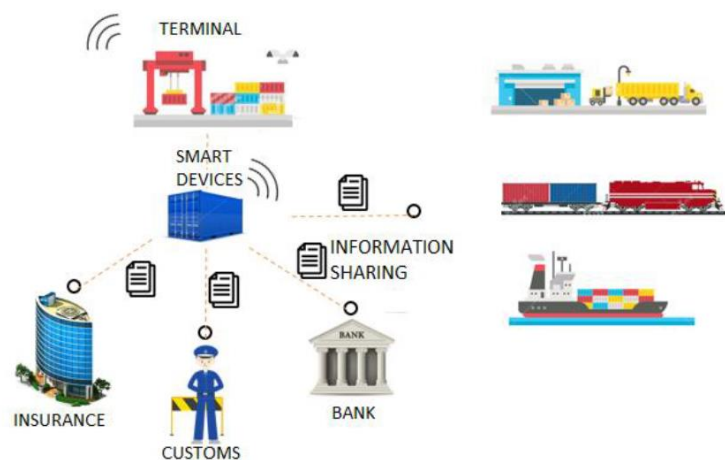 TERMINAL
SMART
DEVICES
INFORMATION
SHARING
BANK
INSURANCE
BANK
CUSTOMS